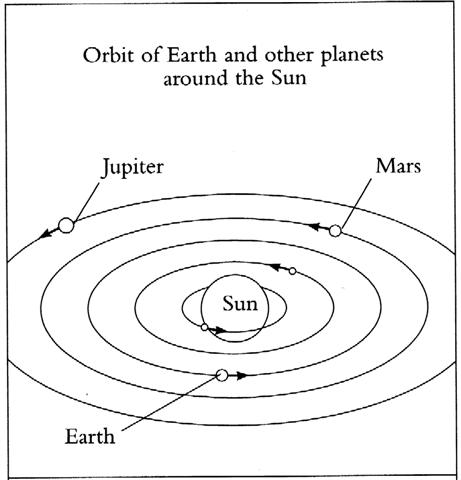 Orbit of Earth and other planets
around the Sun
Jupiter
Mars
Sun
Earth